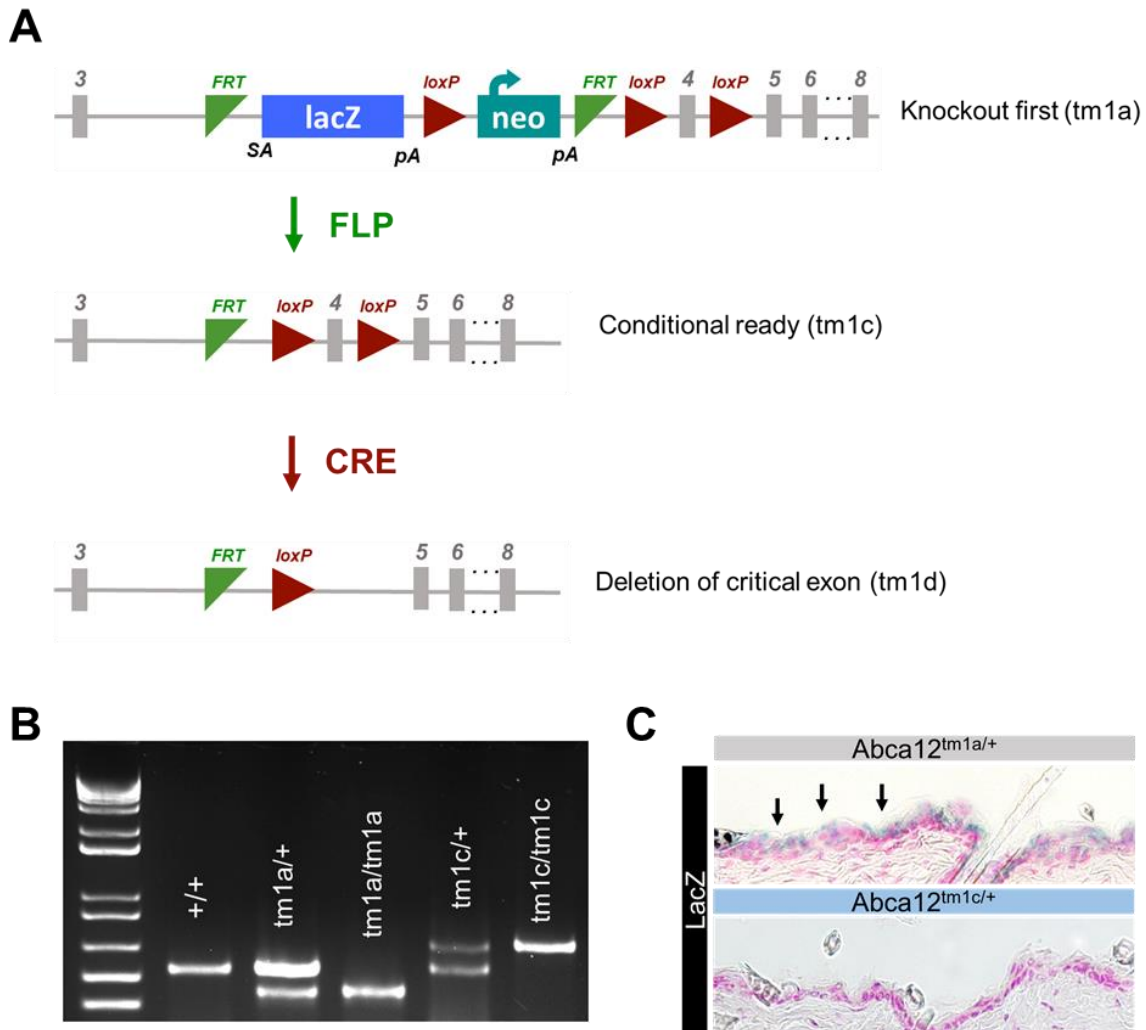 A
3 FRT loxP FRT loxP 4 loxP 5 6 8
lacZ neo
SA pA pA
Knockout first (tm1a)
FLP
3 FRT loxP 4 loxP 5 6 8
Conditional ready (tm1c)
CRE
3 FRT loxP 5 6 8
Deletion of critical exon (tm1d)
B
+/+
tm1a/+
tm1a/tm1a
tm1c/+
tm1c/tm1c
C
Abca12tm1a/+
LacZ
Abca12tm1c/+